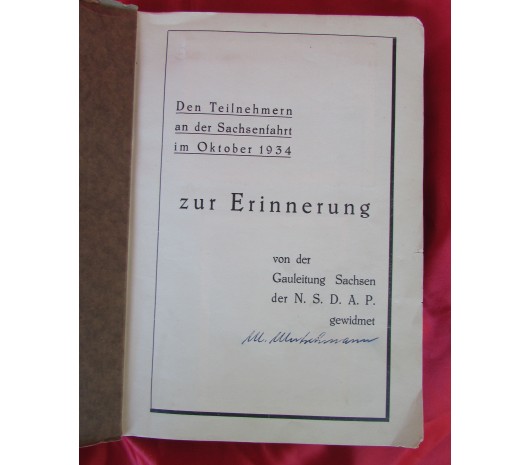 Den Teilnehmern
an der Sachsenfahrt
im Oktober 1934
zur Erinnerung
von der
Gauleitung Sachsen
der N. S. D. A. P.
gewidmet
M. Mutschmann